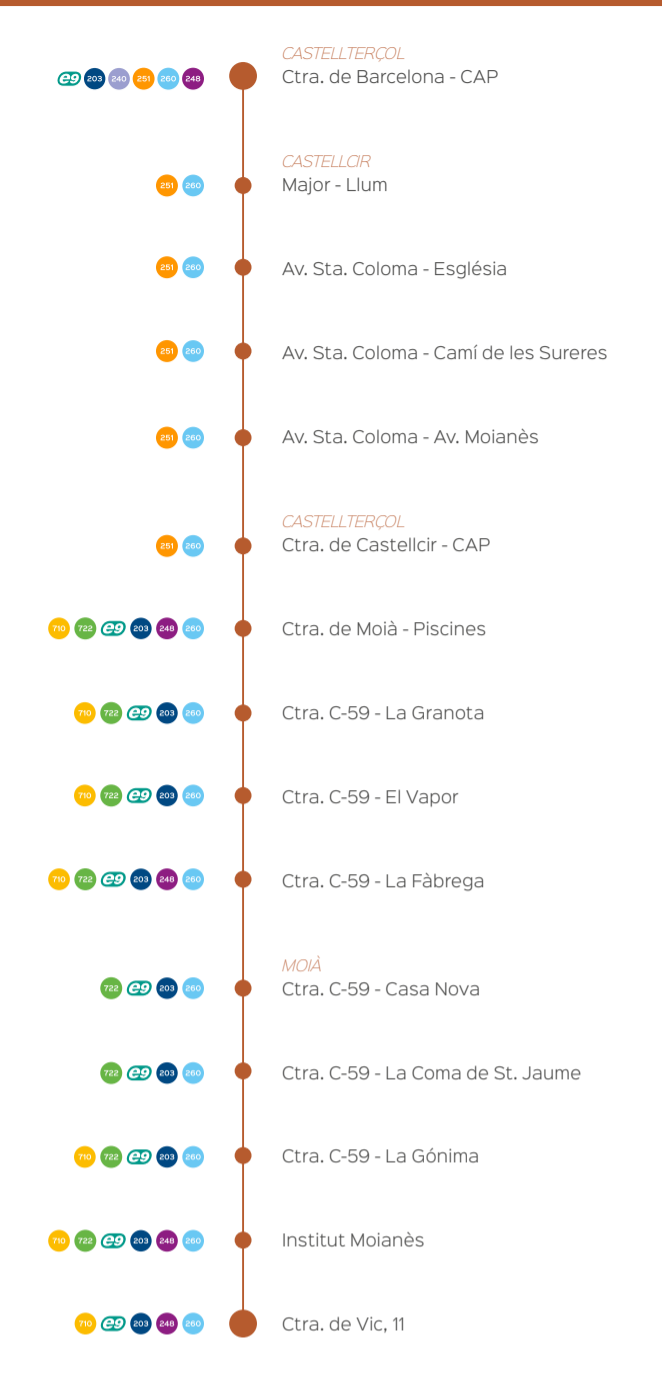 CASTELLTERÇOL
e9 203 240 251 260 248 Ctra. de Barcelona - CAP
CASTELLCIR
251 260 Major - Llum
251 260 Av. Sta. Coloma - Església
251 260 Av. Sta. Coloma - Camí de les Sureres
251 260 Av. Sta. Coloma - Av. Moianès
CASTELLTERÇOL
251 260 Ctra. de Castellcir - CAP
710 722 e9 203 248 260 Ctra. de Moià - Piscines
710 722 e9 203 260 Ctra. C-59 - La Granota
710 722 e9 203 260 Ctra. C-59 - El Vapor
710 722 e9 203 248 260 Ctra. C-59 - La Fàbrega
MOIÀ
722 e9 203 260 Ctra. C-59 - Casa Nova
722 e9 203 260 Ctra. C-59 - La Coma de St. Jaume
710 722 e9 203 260 Ctra. C-59 - La Gónima
710 722 e9 203 248 260 Institut Moianès
710 e9 203 248 260 Ctra. de Vic, 11